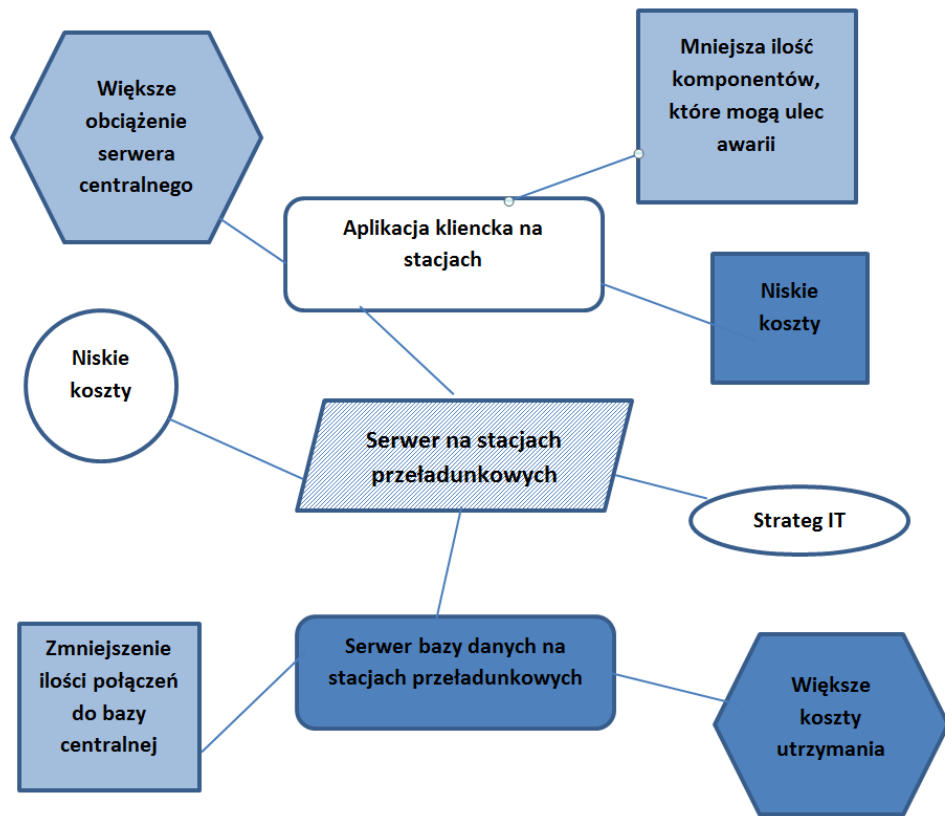 Większe
obciążenie
serwera
centralnego
Mniejsza ilość
komponentów,
które mogą ulec
awarii
Aplikacja kliencka na
stacjach
Niskie
koszty
Niskie
koszty
Serwer na stacjach
przeładunkowych
Strateg IT
Zmniejszenie
ilości połączeń
do bazy
centralnej
Serwer bazy danych na
stacjach przeładunkowych
Większe
koszty
utrzymania